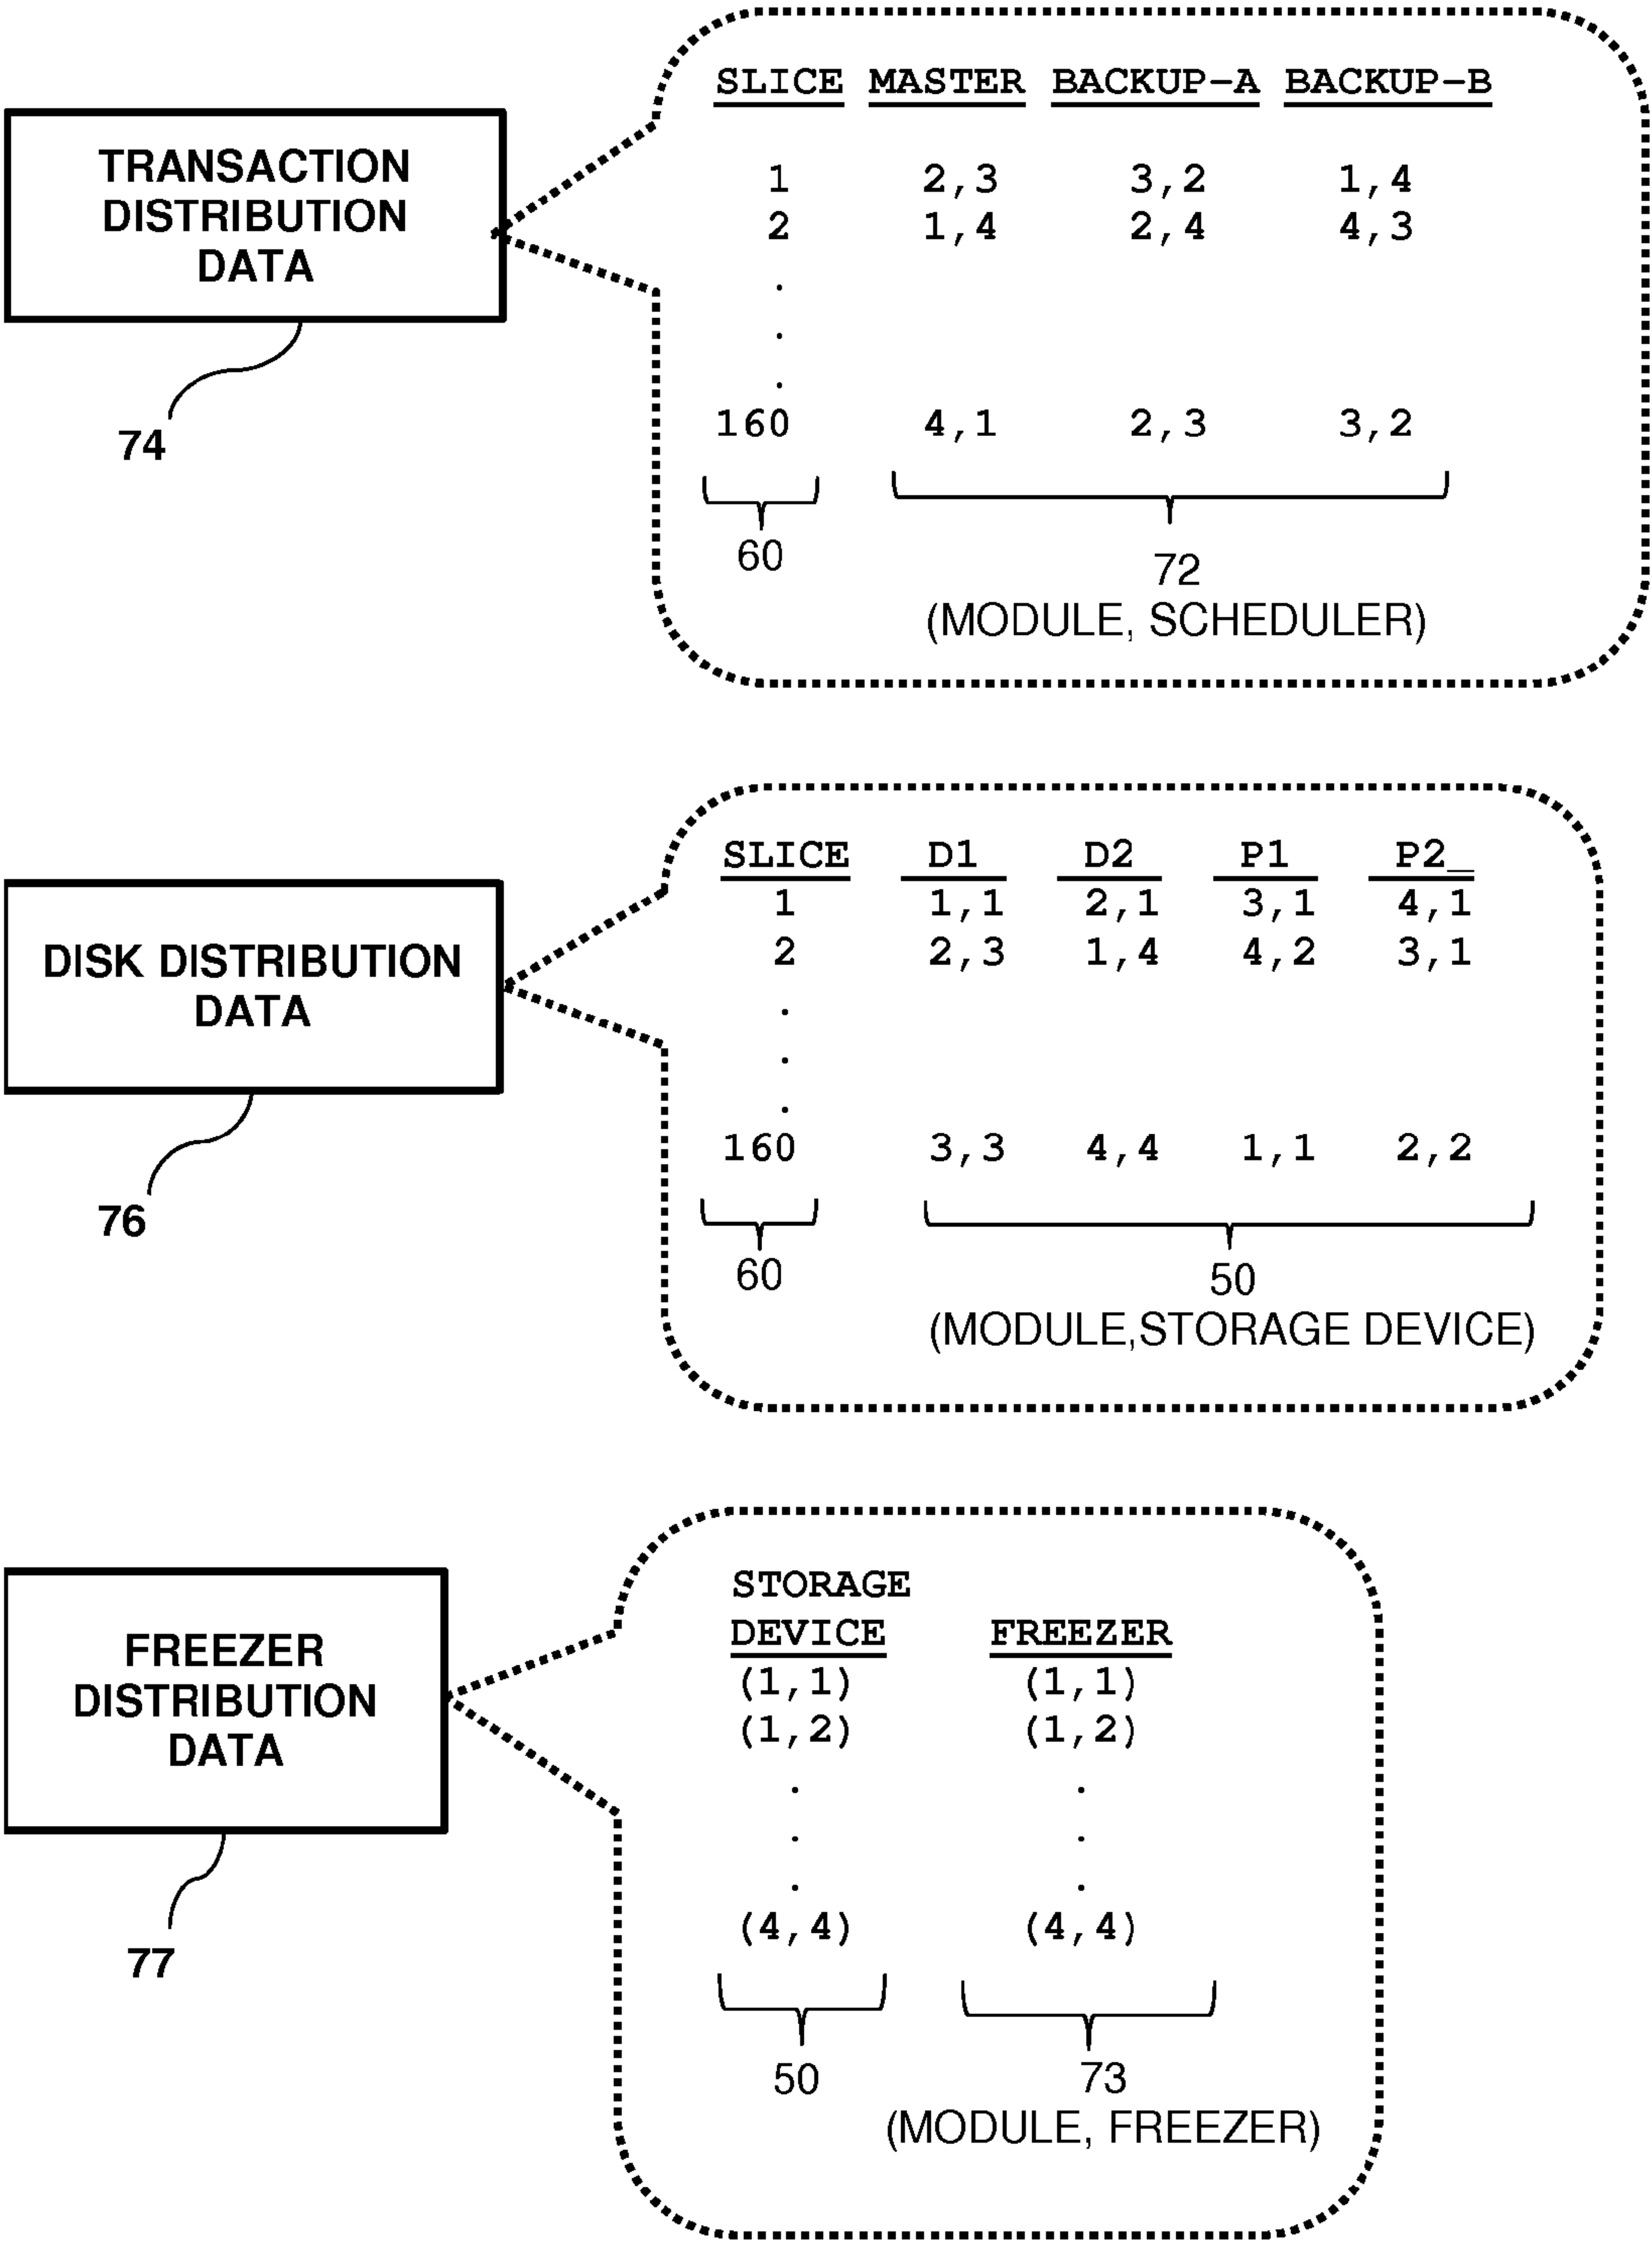 TRANSACTION
DISTRIBUTION
DATA
74
SLICE MASTER BACKUP-A BACKUP-B
1 2,3 3,2 1,4
2 1,4 2,4 4,3
.
.
.
160 4,1 2,3 3,2
60
72
(MODULE, SCHEDULER)
DISK DISTRIBUTION
DATA
76
SLICE D1 D2 P1 P2_
1 1,1 2,1 3,1 4,1
2 2,3 1,4 4,2 3,1
.
.
.
160 3,3 4,4 1,1 2,2
60
50
(MODULE,STORAGE DEVICE)
FREEZER
DISTRIBUTION
DATA
77
STORAGE
DEVICE FREEZER
(1,1) (1,1)
(1,2) (1,2)
. .
. .
. .
(4,4) (4,4)
50 73
(MODULE, FREEZER)